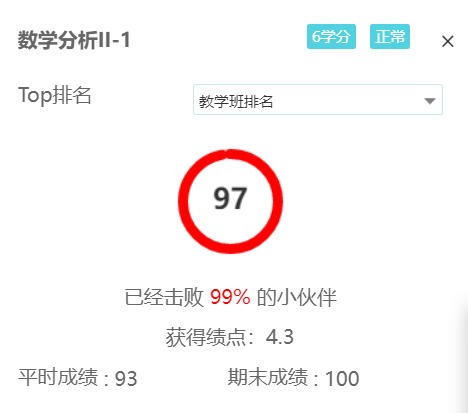 数学分析II-1 6学分 正常 ×
Top排名 教学班排名
97
已经击败 99% 的小伙伴
获得绩点：4.3
平时成绩 : 93 期末成绩 : 100